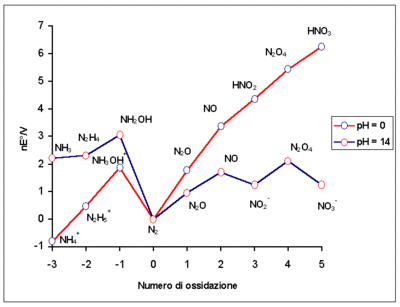 HNO₃
N₂O₄
HNO₂
NO
N₂O
NH₂OH
N₂H₄
NH₃
NH₃OH⁺
N₂H₅⁺
NH₄⁺
N₂
N₂O
NO
NO₂⁻
N₂O₄
NO₃⁻
nE°/V
7
6
5
4
3
2
1
0
-1
-3 -2 -1 0 1 2 3 4 5
Numero di ossidazione
pH = 0
pH = 14